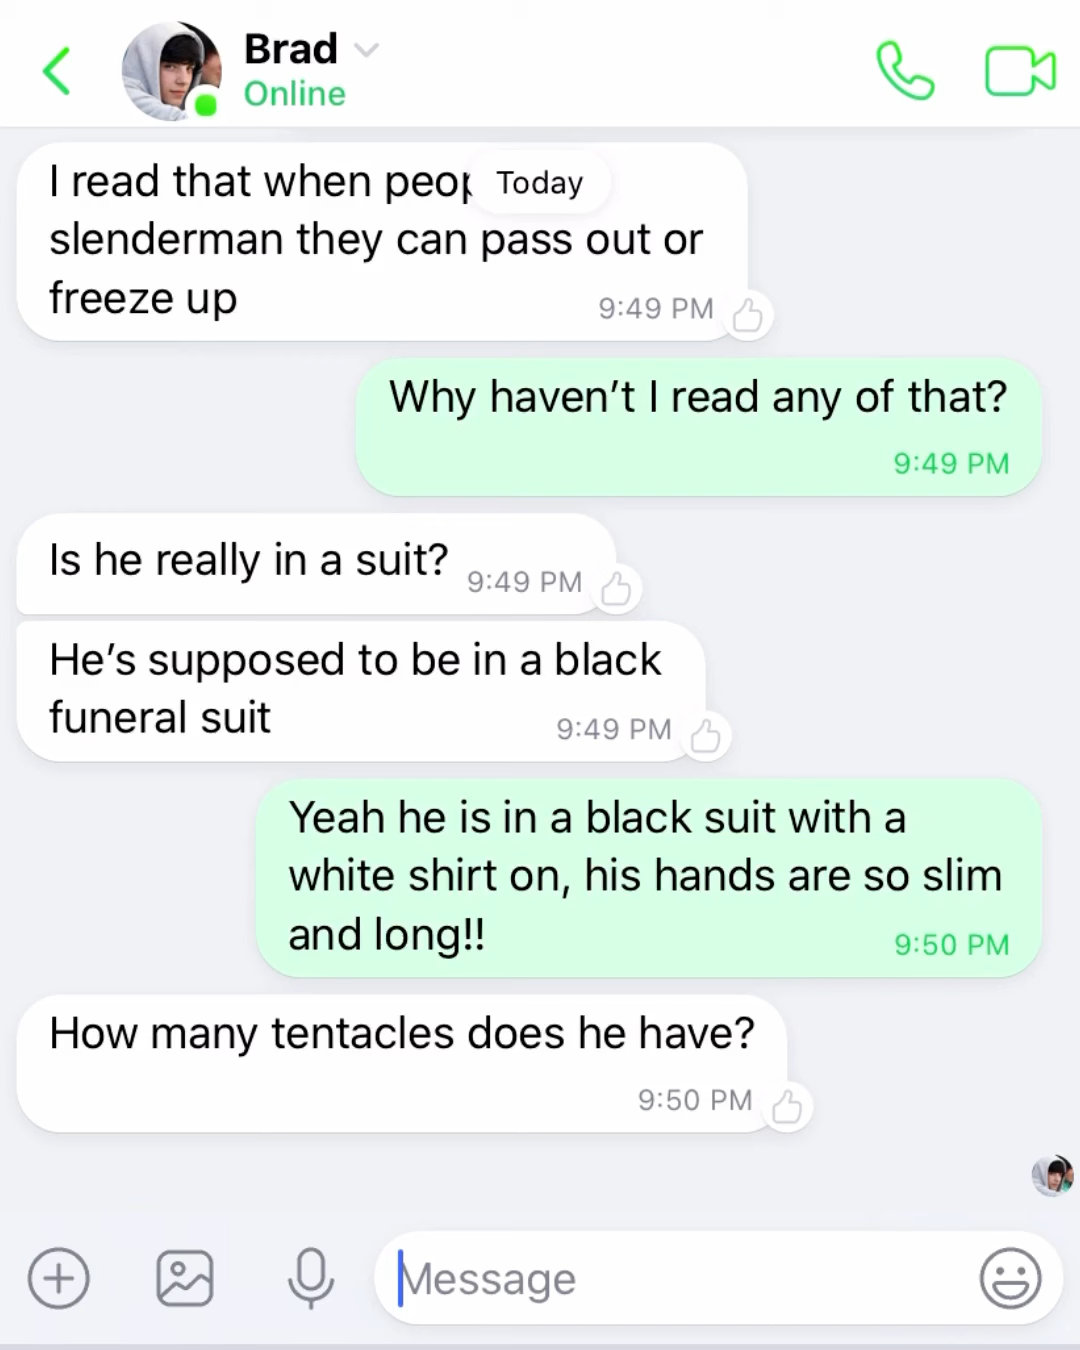 Brad
Online
I read that when
Today
slenderman they can pass out or
freeze up
9:49 PM
Why haven’t I read any of that?
9:49 PM
Is he really in a suit?
9:49 PM
He’s supposed to be in a black
funeral suit
9:49 PM
Yeah he is in a black suit with a
white shirt on, his hands are so slim
and long!!
9:50 PM
How many tentacles does he have?
9:50 PM
Message